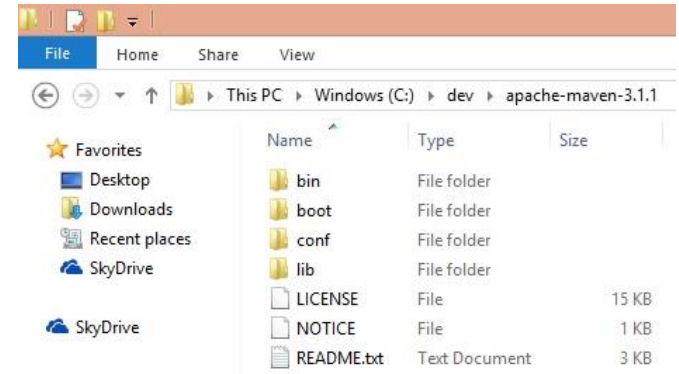 File Home Share View
This PC Windows (C:) dev apache-maven-3.1.1
Favorites
Desktop
Downloads
Recent places
SkyDrive
SkyDrive
Name Type Size
bin File folder
boot File folder
conf File folder
lib File folder
LICENSE File 15 KB
NOTICE File 1 KB
README.txt Text Document 3 KB